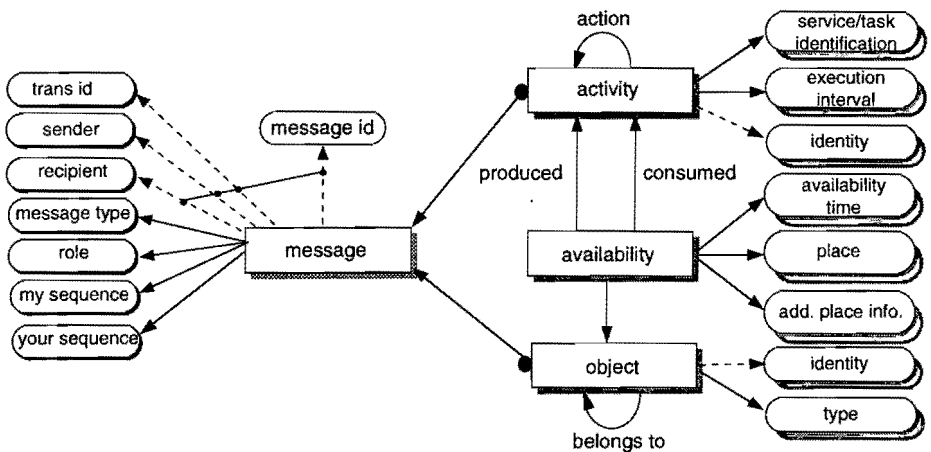 action
service/task
identification
trans id
activity
execution
interval
sender
message id
identity
recipient
produced
consumed
availability
time
message type
message
availability
place
role
my sequence
add. place info.
your sequence
object
identity
type
belongs to